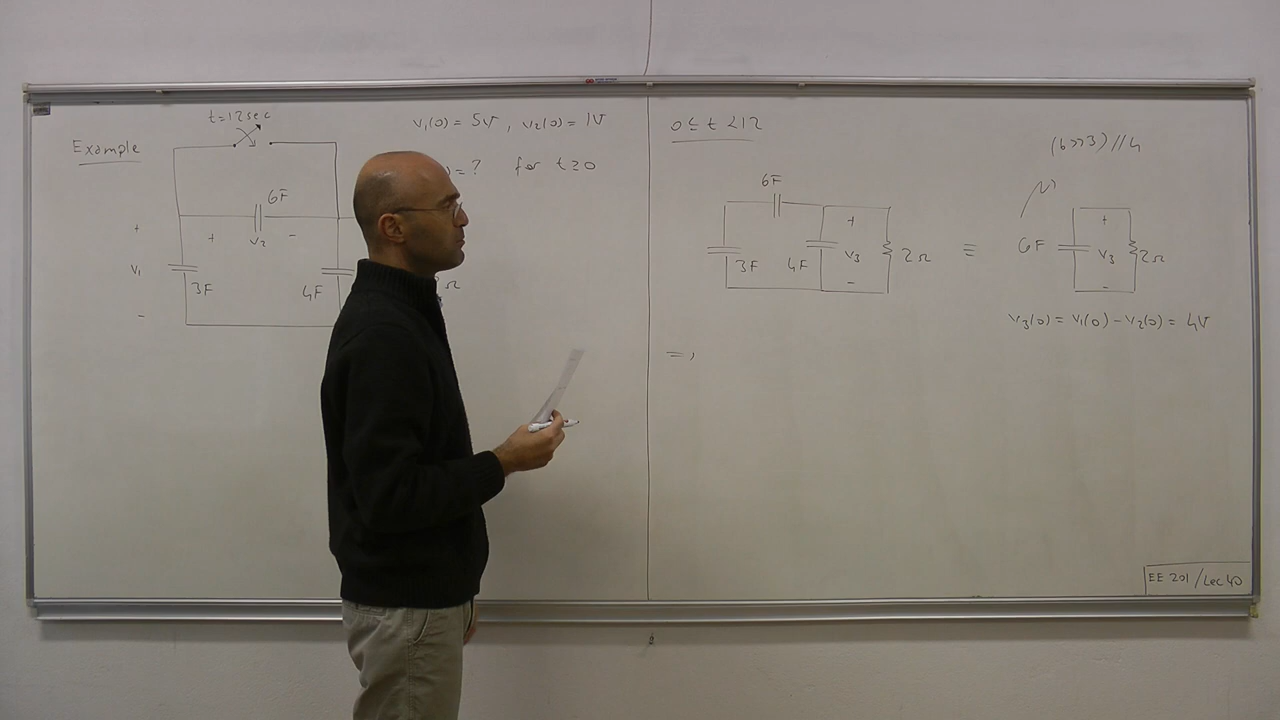 Example
t=12sec
v₁(0) = 5V , v₂(0) = 1V
= ? for t≥0
6F
+ v₂ -
+
v₁
-
3F
4F
Ω
0 ≤ t < 12
6F
3F
4F
+
v₃
-
2Ω
≡
(6>>3)//4
6F
+
v₃
-
2Ω
v₃(0) = v₁(0) - v₂(0) = 4V
=,
EE 201/Lec 40